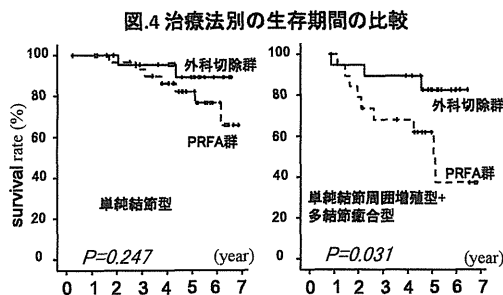 図.4 治療法別の生存期間の比較
survival rate (%)
100
80
60
40
20
0
外科切除群
PRFA群
単純結節型
P=0.247
(year)
0 1 2 3 4 5 6 7
100
80
60
40
20
0
外科切除群
PRFA群
単純結節周囲増殖型+
多結節癒合型
P=0.031
(year)
0 1 2 3 4 5 6 7